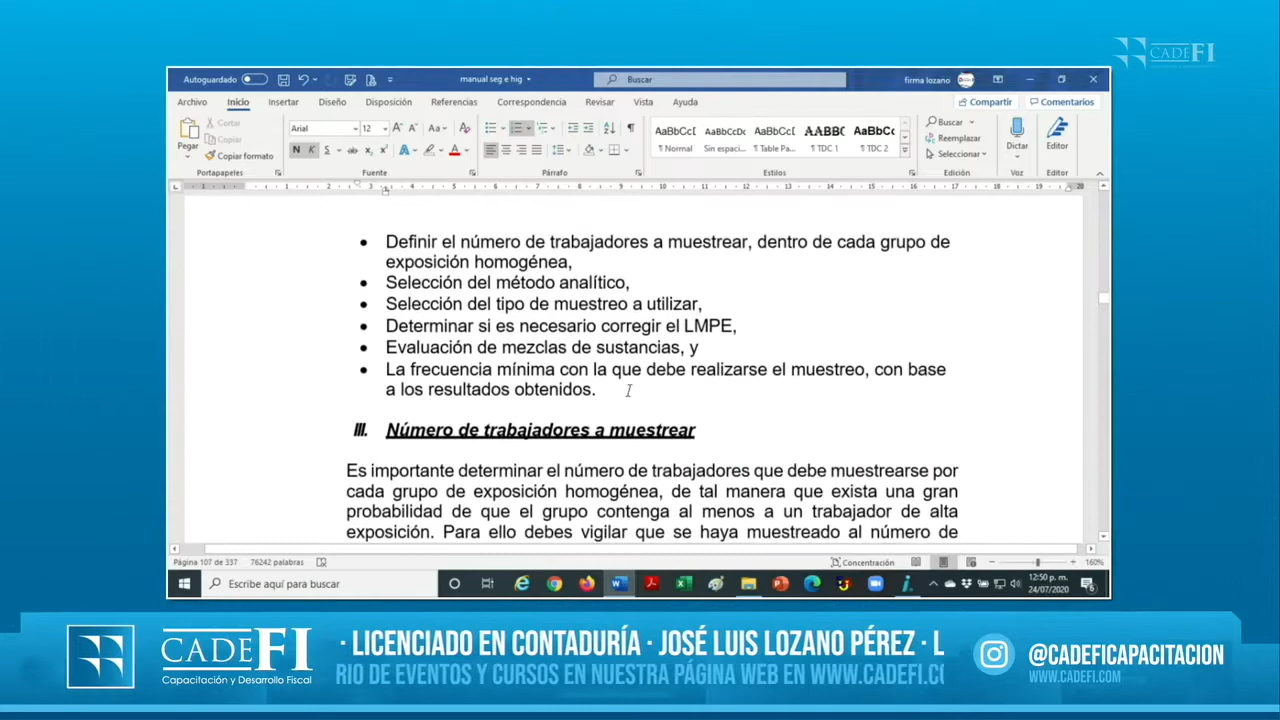 CADEFI
Autoguardado
manual seg e hig
Buscar
firma lozano
Archivo Inicio Insertar Diseño Disposición Referencias Correspondencia Revisar Vista Ayuda Compartir Comentarios
Pegar
Cortar
Copiar
Copiar formato
Portapapeles
Arial 12
Fuente
Párrafo
AaBbCcI AaBbCcDc AaBbCcI AABBC AaBbCc
¶ Normal Sin espaci... ¶ Table Pa... ¶ TDC 1 ¶ TDC 2
Estilos
Buscar
Reemplazar
Seleccionar
Edición
Dictar
Voz
Editor
Editor
• Definir el número de trabajadores a muestrear, dentro de cada grupo de
exposición homogénea,
• Selección del método analítico,
• Selección del tipo de muestreo a utilizar,
• Determinar si es necesario corregir el LMPE,
• Evaluación de mezclas de sustancias, y
• La frecuencia mínima con la que debe realizarse el muestreo, con base
a los resultados obtenidos.
III. Número de trabajadores a muestrear
Es importante determinar el número de trabajadores que debe muestrearse por
cada grupo de exposición homogénea, de tal manera que exista una gran
probabilidad de que el grupo contenga al menos a un trabajador de alta
exposición. Para ello debes vigilar que se haya muestreado al número de
Página 107 de 337 76242 palabras
Concentración
160%
Escribe aquí para buscar
12:50 p. m.
24/07/2020
CADEFI
Capacitación y Desarrollo Fiscal
· LICENCIADO EN CONTADURÍA · JOSÉ LUIS LOZANO PÉREZ · L
RIO DE EVENTOS Y CURSOS EN NUESTRA PÁGINA WEB EN WWW.CADEFI.CO
@CADEFICAPACITACION
WWW.CADEFI.COM